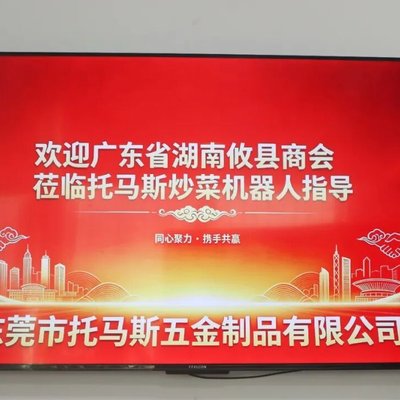 欢迎广东省湖南攸县商会
莅临托马斯炒菜机器人指导
同心聚力·携手共赢
东莞市托马斯五金制品有限公司